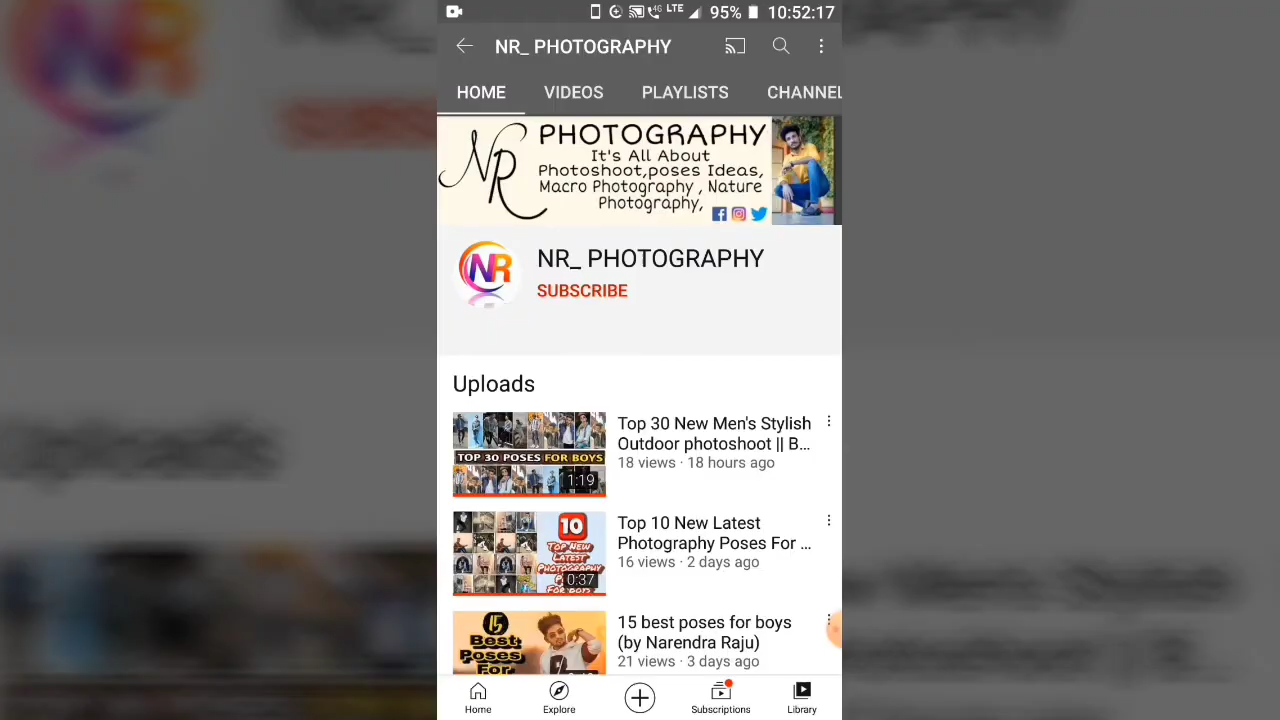 4G LTE 95% 10:52:17
NR_ PHOTOGRAPHY
HOME VIDEOS PLAYLISTS CHANNEL
NR
PHOTOGRAPHY
It's All About
Photoshoot,poses Ideas,
Macro Photography , Nature
Photography,
NR
NR_ PHOTOGRAPHY
SUBSCRIBE
Uploads
TOP 30 POSES FOR BOYS
1:19
Top 30 New Men's Stylish
Outdoor photoshoot || B...
18 views · 18 hours ago
10
TOP NEW
LATEST
PHOTOGRAPHY
0:37
Top 10 New Latest
Photography Poses For ...
16 views · 2 days ago
15
Best
Poses
For
15 best poses for boys
(by Narendra Raju)
21 views · 3 days ago
Home Explore Subscriptions Library